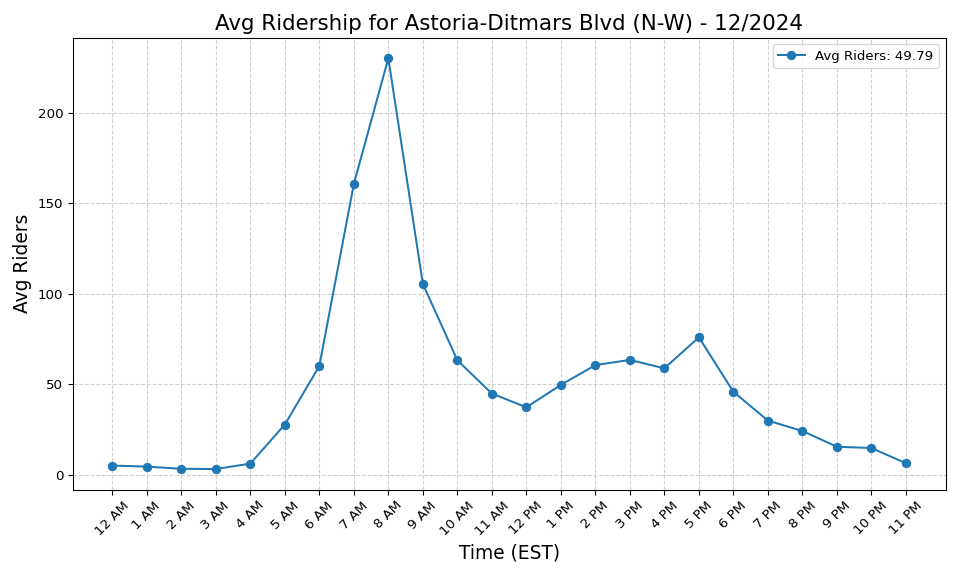 Avg Ridership for Astoria-Ditmars Blvd (N-W) - 12/2024
Avg Riders: 49.79
Avg Riders
200
150
100
50
0
12 AM
1 AM
2 AM
3 AM
4 AM
5 AM
6 AM
7 AM
8 AM
9 AM
10 AM
11 AM
12 PM
1 PM
2 PM
3 PM
4 PM
5 PM
6 PM
7 PM
8 PM
9 PM
10 PM
11 PM
Time (EST)